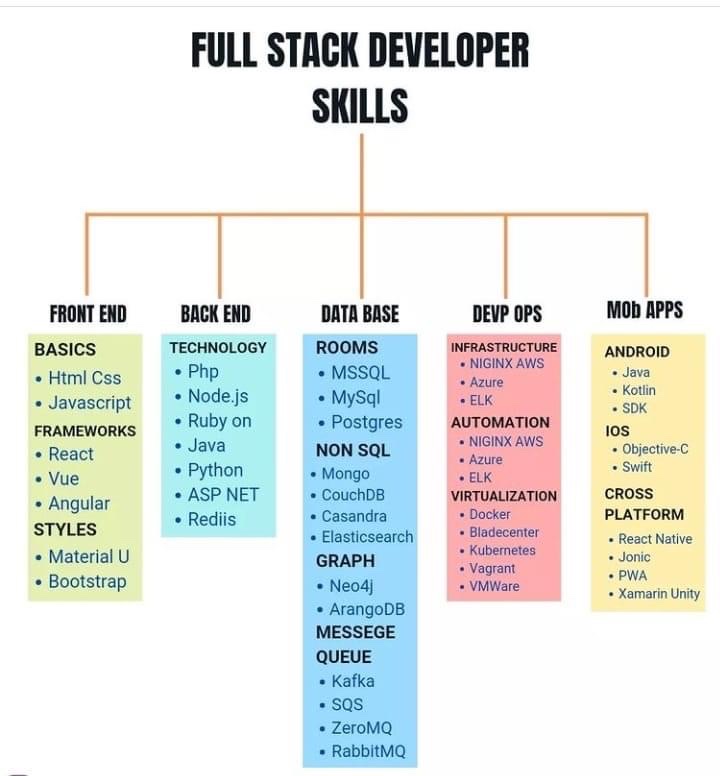 FULL STACK DEVELOPER
SKILLS
FRONT END
BASICS
• Html Css
• Javascript
FRAMEWORKS
• React
• Vue
• Angular
STYLES
• Material U
• Bootstrap
BACK END
TECHNOLOGY
• Php
• Node.js
• Ruby on
• Java
• Python
• ASP NET
• Rediis
DATA BASE
ROOMS
• MSSQL
• MySql
• Postgres
NON SQL
• Mongo
• CouchDB
• Casandra
• Elasticsearch
GRAPH
• Neo4j
• ArangoDB
MESSEGE
QUEUE
• Kafka
• SQS
• ZeroMQ
• RabbitMQ
DEVP OPS
INFRASTRUCTURE
• NIGINX AWS
• Azure
• ELK
AUTOMATION
• NIGINX AWS
• Azure
• ELK
VIRTUALIZATION
• Docker
• Bladecenter
• Kubernetes
• Vagrant
• VMWare
MOb APPS
ANDROID
• Java
• Kotlin
• SDK
IOS
• Objective-C
• Swift
CROSS
PLATFORM
• React Native
• Jonic
• PWA
• Xamarin Unity